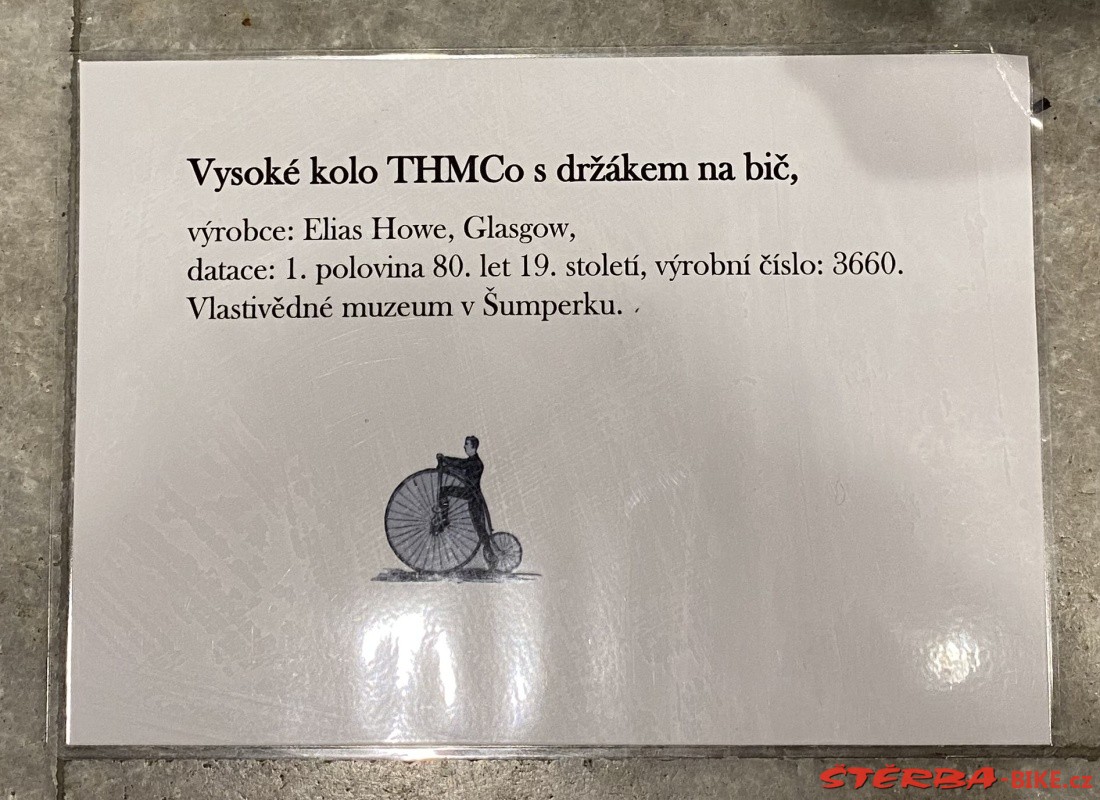 Vysoké kolo THMCo s držákem na bič,
výrobce: Elias Howe, Glasgow,
datace: 1. polovina 80. let 19. století, výrobní číslo: 3660.
Vlastivědné muzeum v Šumperku.
ŠTĚRBA-BIKE.cz